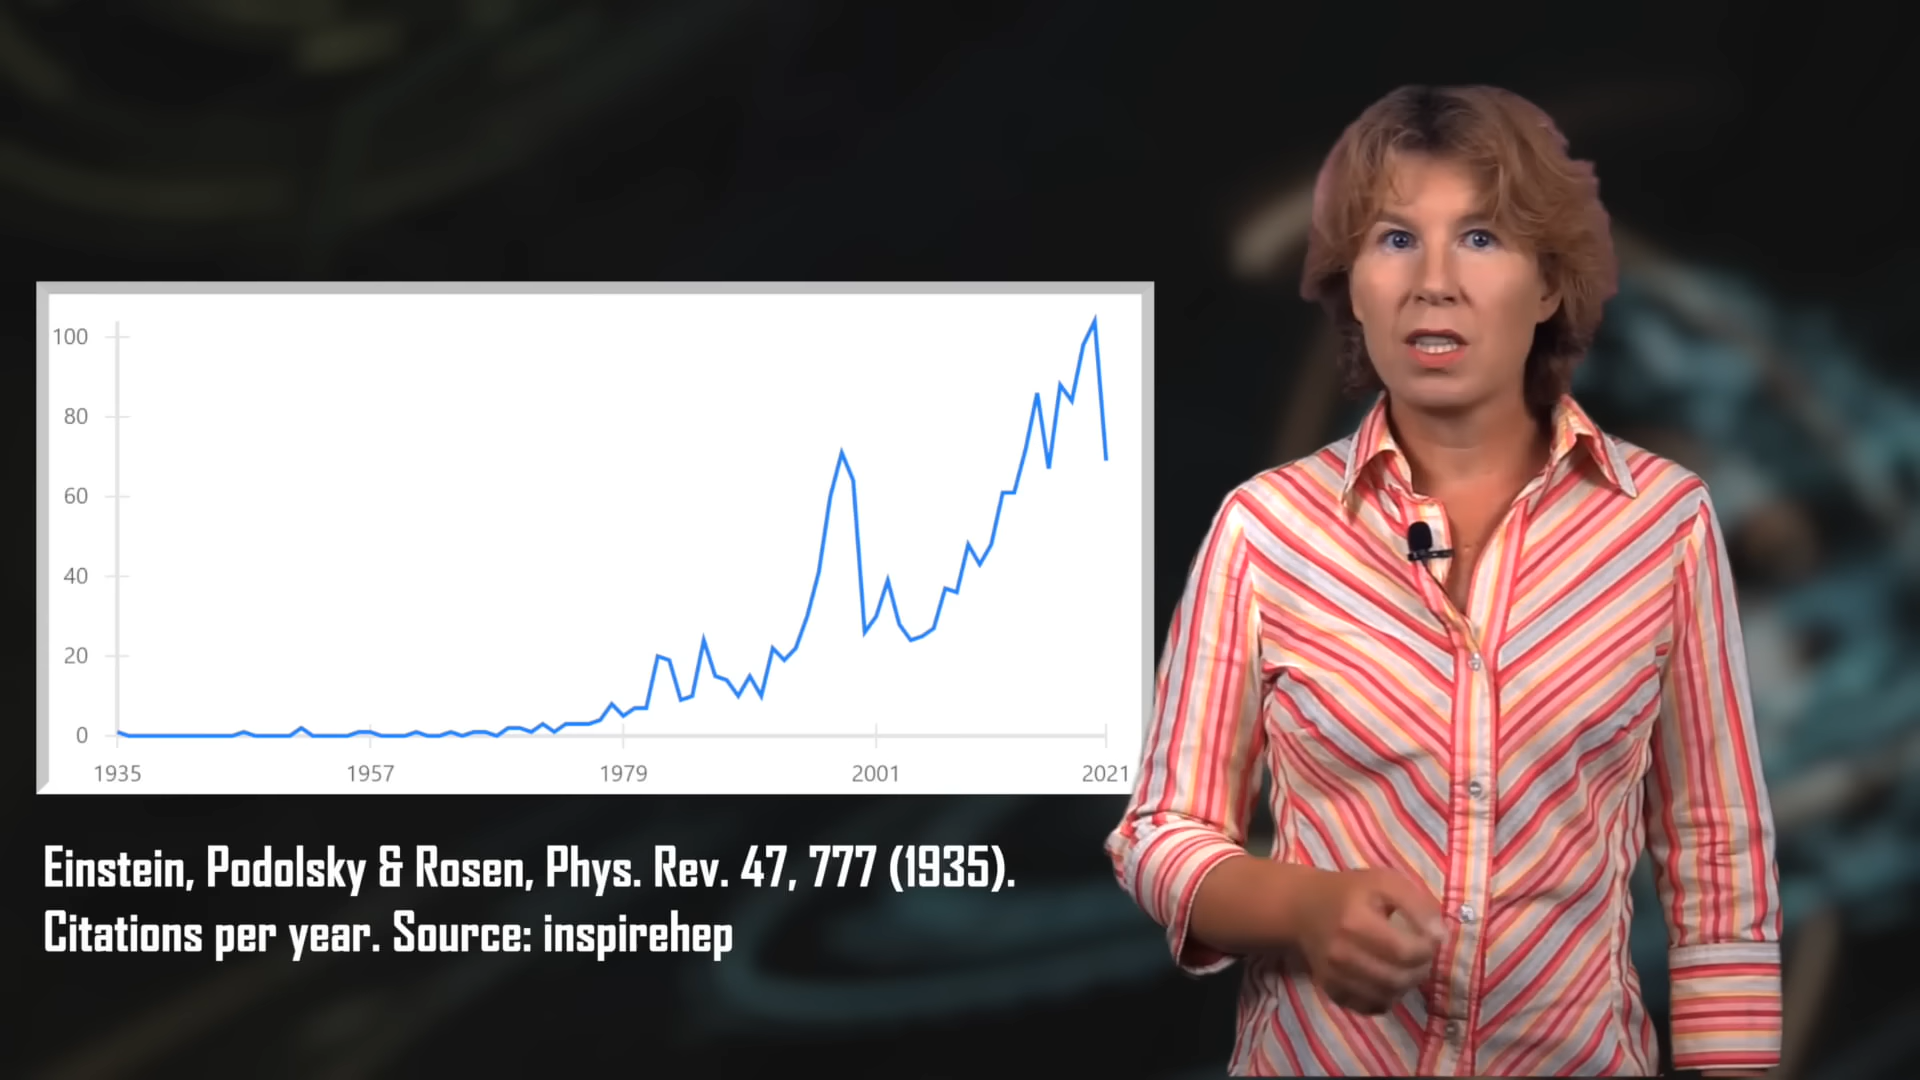 100
80
60
40
20
0
1935 1957 1979 2001 2021
Einstein, Podolsky & Rosen, Phys. Rev. 47, 777 (1935).
Citations per year. Source: inspirehep